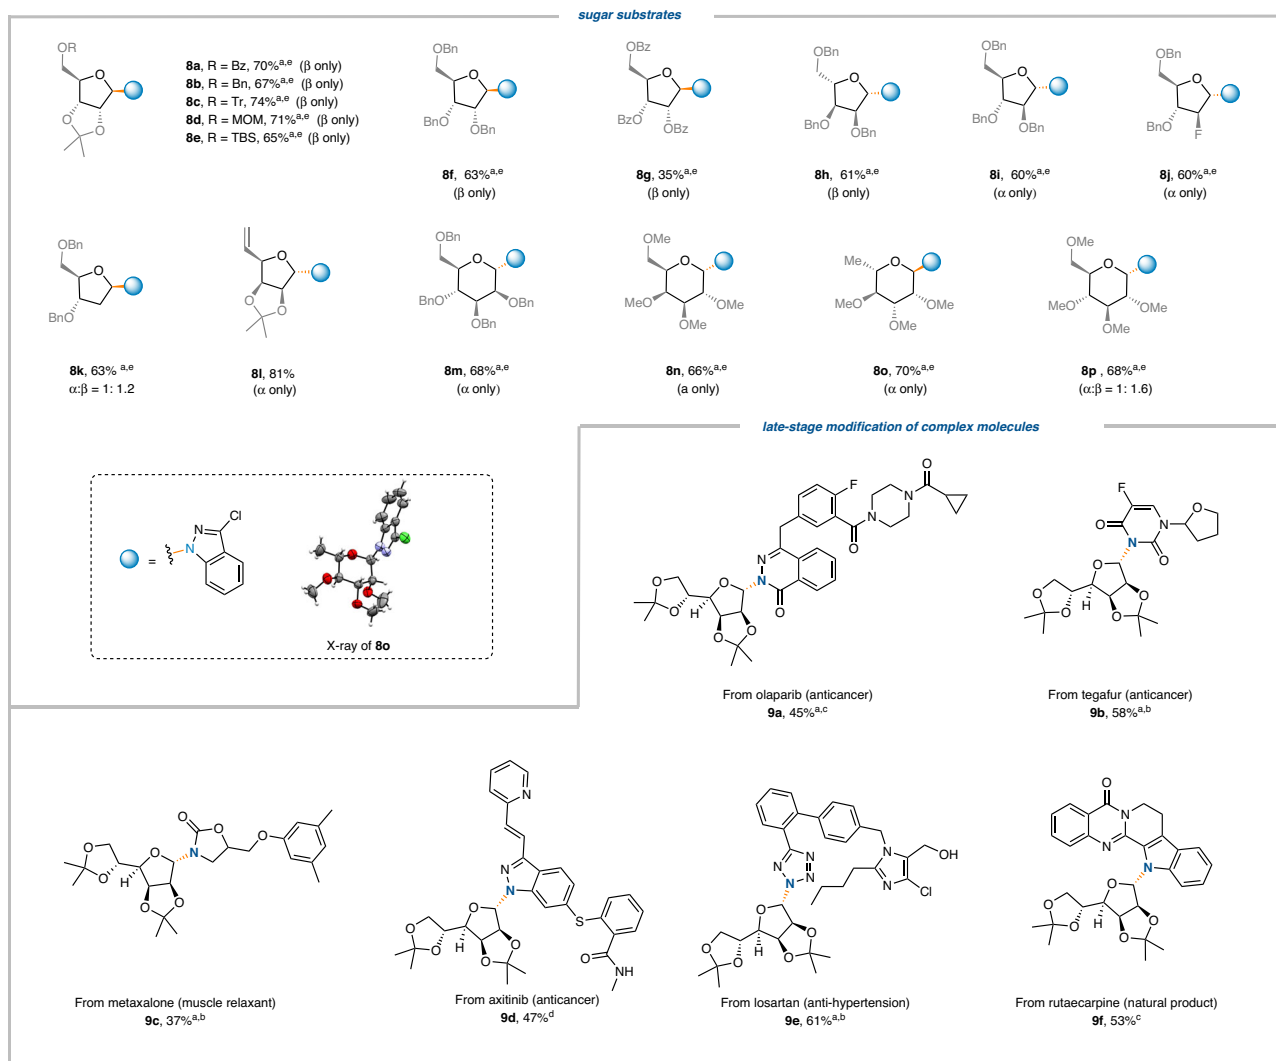 sugar substrates
OR
O
O
O
8a, R = Bz, 70%a,e (β only)
8b, R = Bn, 67%a,e (β only)
8c, R = Tr, 74%a,e (β only)
8d, R = MOM, 71%a,e (β only)
8e, R = TBS, 65%a,e (β only)
OBn
O
BnO
OBn
8f, 63%a,e
(β only)
OBz
O
BzO
OBz
8g, 35%a,e
(β only)
OBn
O
BnO
OBn
8h, 61%a,e
(β only)
OBn
O
BnO
OBn
8i, 60%a,e
(α only)
OBn
O
BnO
F
8j, 60%a,e
(α only)
OBn
O
BnO
8k, 63% a,e
α:β = 1: 1.2
O
O
O
8l, 81%
(α only)
OBn
O
BnO
OBn
OBn
8m, 68%a,e
(α only)
OMe
O
MeO
OMe
OMe
8n, 66%a,e
(a only)
Me
O
MeO
OMe
OMe
8o, 70%a,e
(α only)
OMe
O
MeO
OMe
OMe
8p , 68%a,e
(α:β = 1: 1.6)
late-stage modification of complex molecules
=
N
N
Cl
X-ray of 8o
F
O
N
N
O
N
N
O
O
O
O
H
O
O
From olaparib (anticancer)
9a, 45%a,c
F
O
N
N
O
O
O
O
O
H
O
O
From tegafur (anticancer)
9b, 58%a,b
O
O
O
N
O
O
O
H
O
O
From metaxalone (muscle relaxant)
9c, 37%a,b
N
N
N
S
O
NH
O
O
O
H
O
O
From axitinib (anticancer)
9d, 47%d
N
N
N
N
N
N
OH
Cl
O
O
O
H
O
O
From losartan (anti-hypertension)
9e, 61%a,b
O
N
N
N
O
O
O
H
O
O
From rutaecarpine (natural product)
9f, 53%c